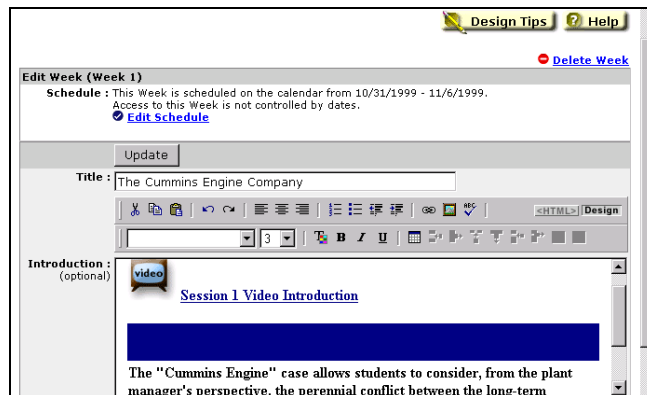 Design Tips Help
Delete Week
Edit Week (Week 1)
Schedule : This Week is scheduled on the calendar from 10/31/1999 - 11/6/1999.
Access to this Week is not controlled by dates.
Edit Schedule
Update
Title : The Cummins Engine Company
ABC <HTML> Design
3 B I U
Introduction : video
(optional) Session 1 Video Introduction
The "Cummins Engine" case allows students to consider, from the plant
manager's perspective, the perennial conflict between the long-term